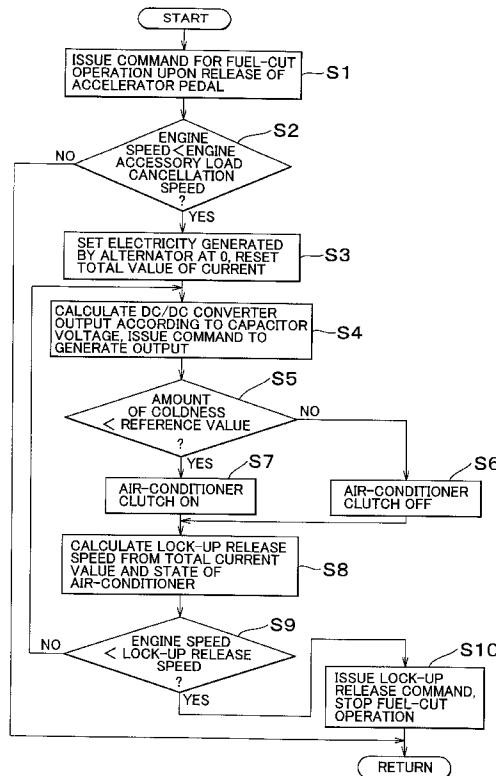 START
ISSUE COMMAND FOR FUEL-CUT
OPERATION UPON RELEASE OF
ACCELERATOR PEDAL
S1
S2
ENGINE
SPEED<ENGINE
ACCESSORY LOAD
CANCELLATION
SPEED
?
NO
YES
SET ELECTRICITY GENERATED
BY ALTERNATOR AT 0, RESET
TOTAL VALUE OF CURRENT
S3
CALCULATE DC/DC CONVERTER
OUTPUT ACCORDING TO CAPACITOR
VOLTAGE, ISSUE COMMAND TO
GENERATE OUTPUT
S4
S5
AMOUNT
OF COLDNESS
< REFERENCE VALUE
?
NO
YES
S7
S6
AIR-CONDITIONER
CLUTCH ON
AIR-CONDITIONER
CLUTCH OFF
CALCULATE LOCK-UP RELEASE
SPEED FROM TOTAL CURRENT
VALUE AND STATE OF
AIR-CONDITIONER
S8
S9
ENGINE SPEED
< LOCK-UP RELEASE
SPEED
?
NO
YES
S10
ISSUE LOCK-UP
RELEASE COMMAND,
STOP FUEL-CUT
OPERATION
RETURN